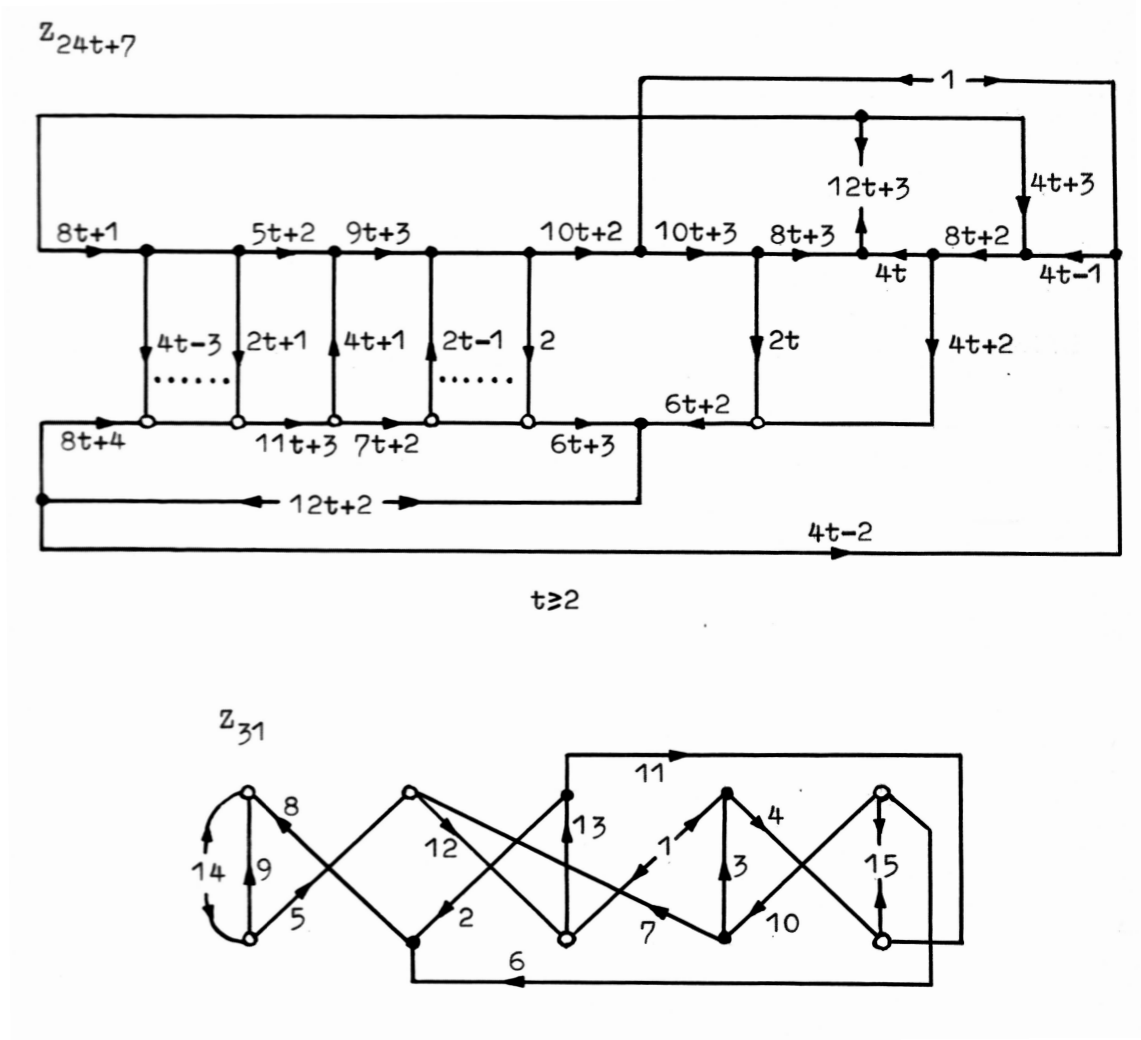 Z24t+7
1
12t+3
4t+3
8t+1 5t+2 9t+3 10t+2 10t+3 8t+3 4t 8t+2 4t-1
4t-3 2t+1 4t+1 2t-1 2 2t 4t+2
8t+4 11t+3 7t+2 6t+3 6t+2
12t+2
4t-2
t≥2
Z31
11
8 12 13 1 4
14 9 3 15
5 2 7 10
6